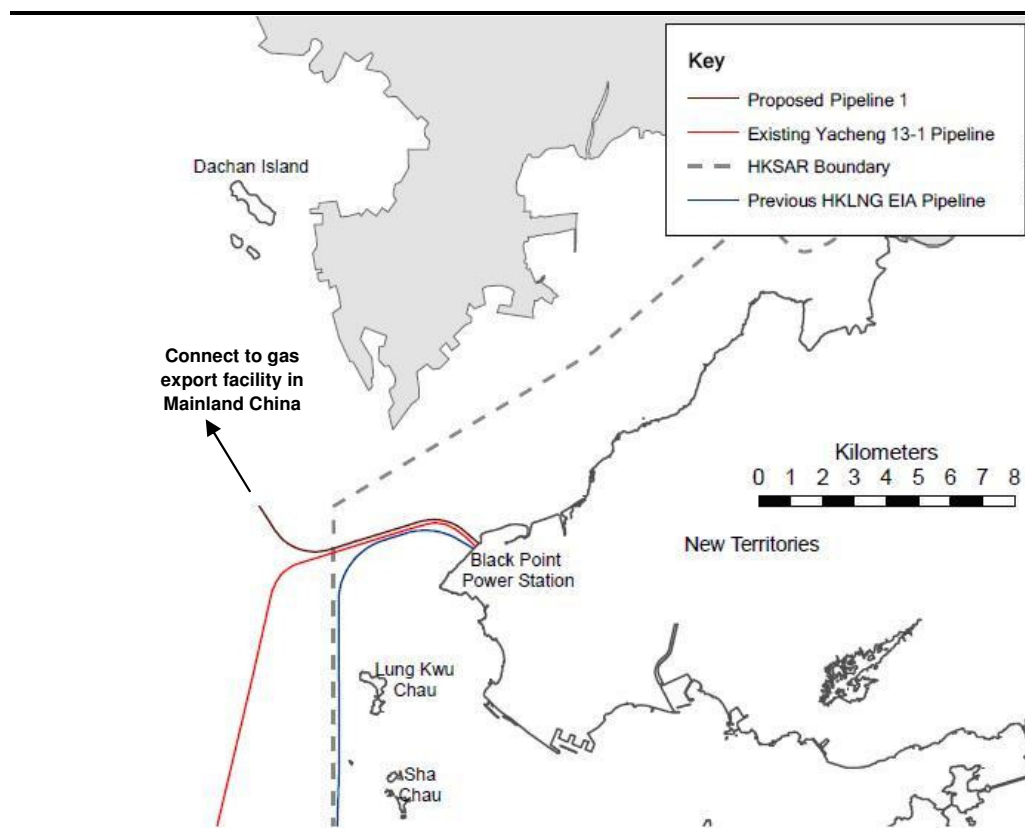 Key
Proposed Pipeline 1
Existing Yacheng 13-1 Pipeline
HKSAR Boundary
Previous HKLNG EIA Pipeline
Dachan Island
Connect to gas
export facility in
Mainland China
Kilometers
0 1 2 3 4 5 6 7 8
New Territories
Black Point
Power Station
Lung Kwu
Chau
Sha
Chau